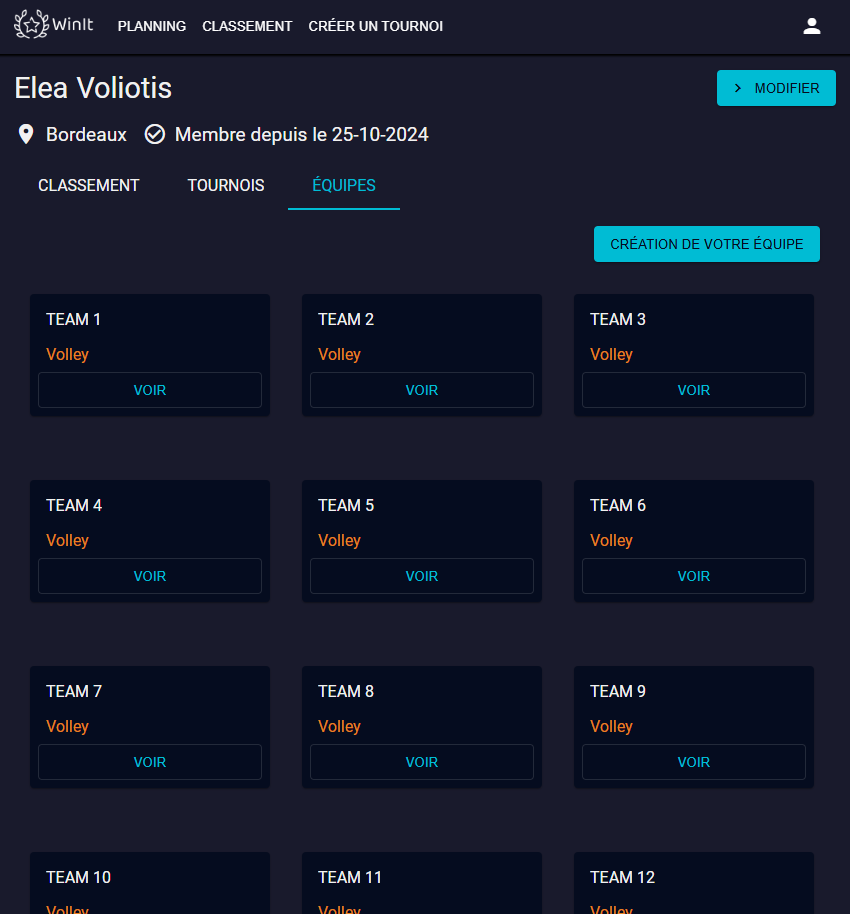 WinIt PLANNING CLASSEMENT CRÉER UN TOURNOI
Elea Voliotis
MODIFIER
Bordeaux Membre depuis le 25-10-2024
CLASSEMENT TOURNOIS ÉQUIPES
CRÉATION DE VOTRE ÉQUIPE
TEAM 1 TEAM 2 TEAM 3
Volley Volley Volley
VOIR VOIR VOIR
TEAM 4 TEAM 5 TEAM 6
Volley Volley Volley
VOIR VOIR VOIR
TEAM 7 TEAM 8 TEAM 9
Volley Volley Volley
VOIR VOIR VOIR
TEAM 10 TEAM 11 TEAM 12
Volley Volley Volley